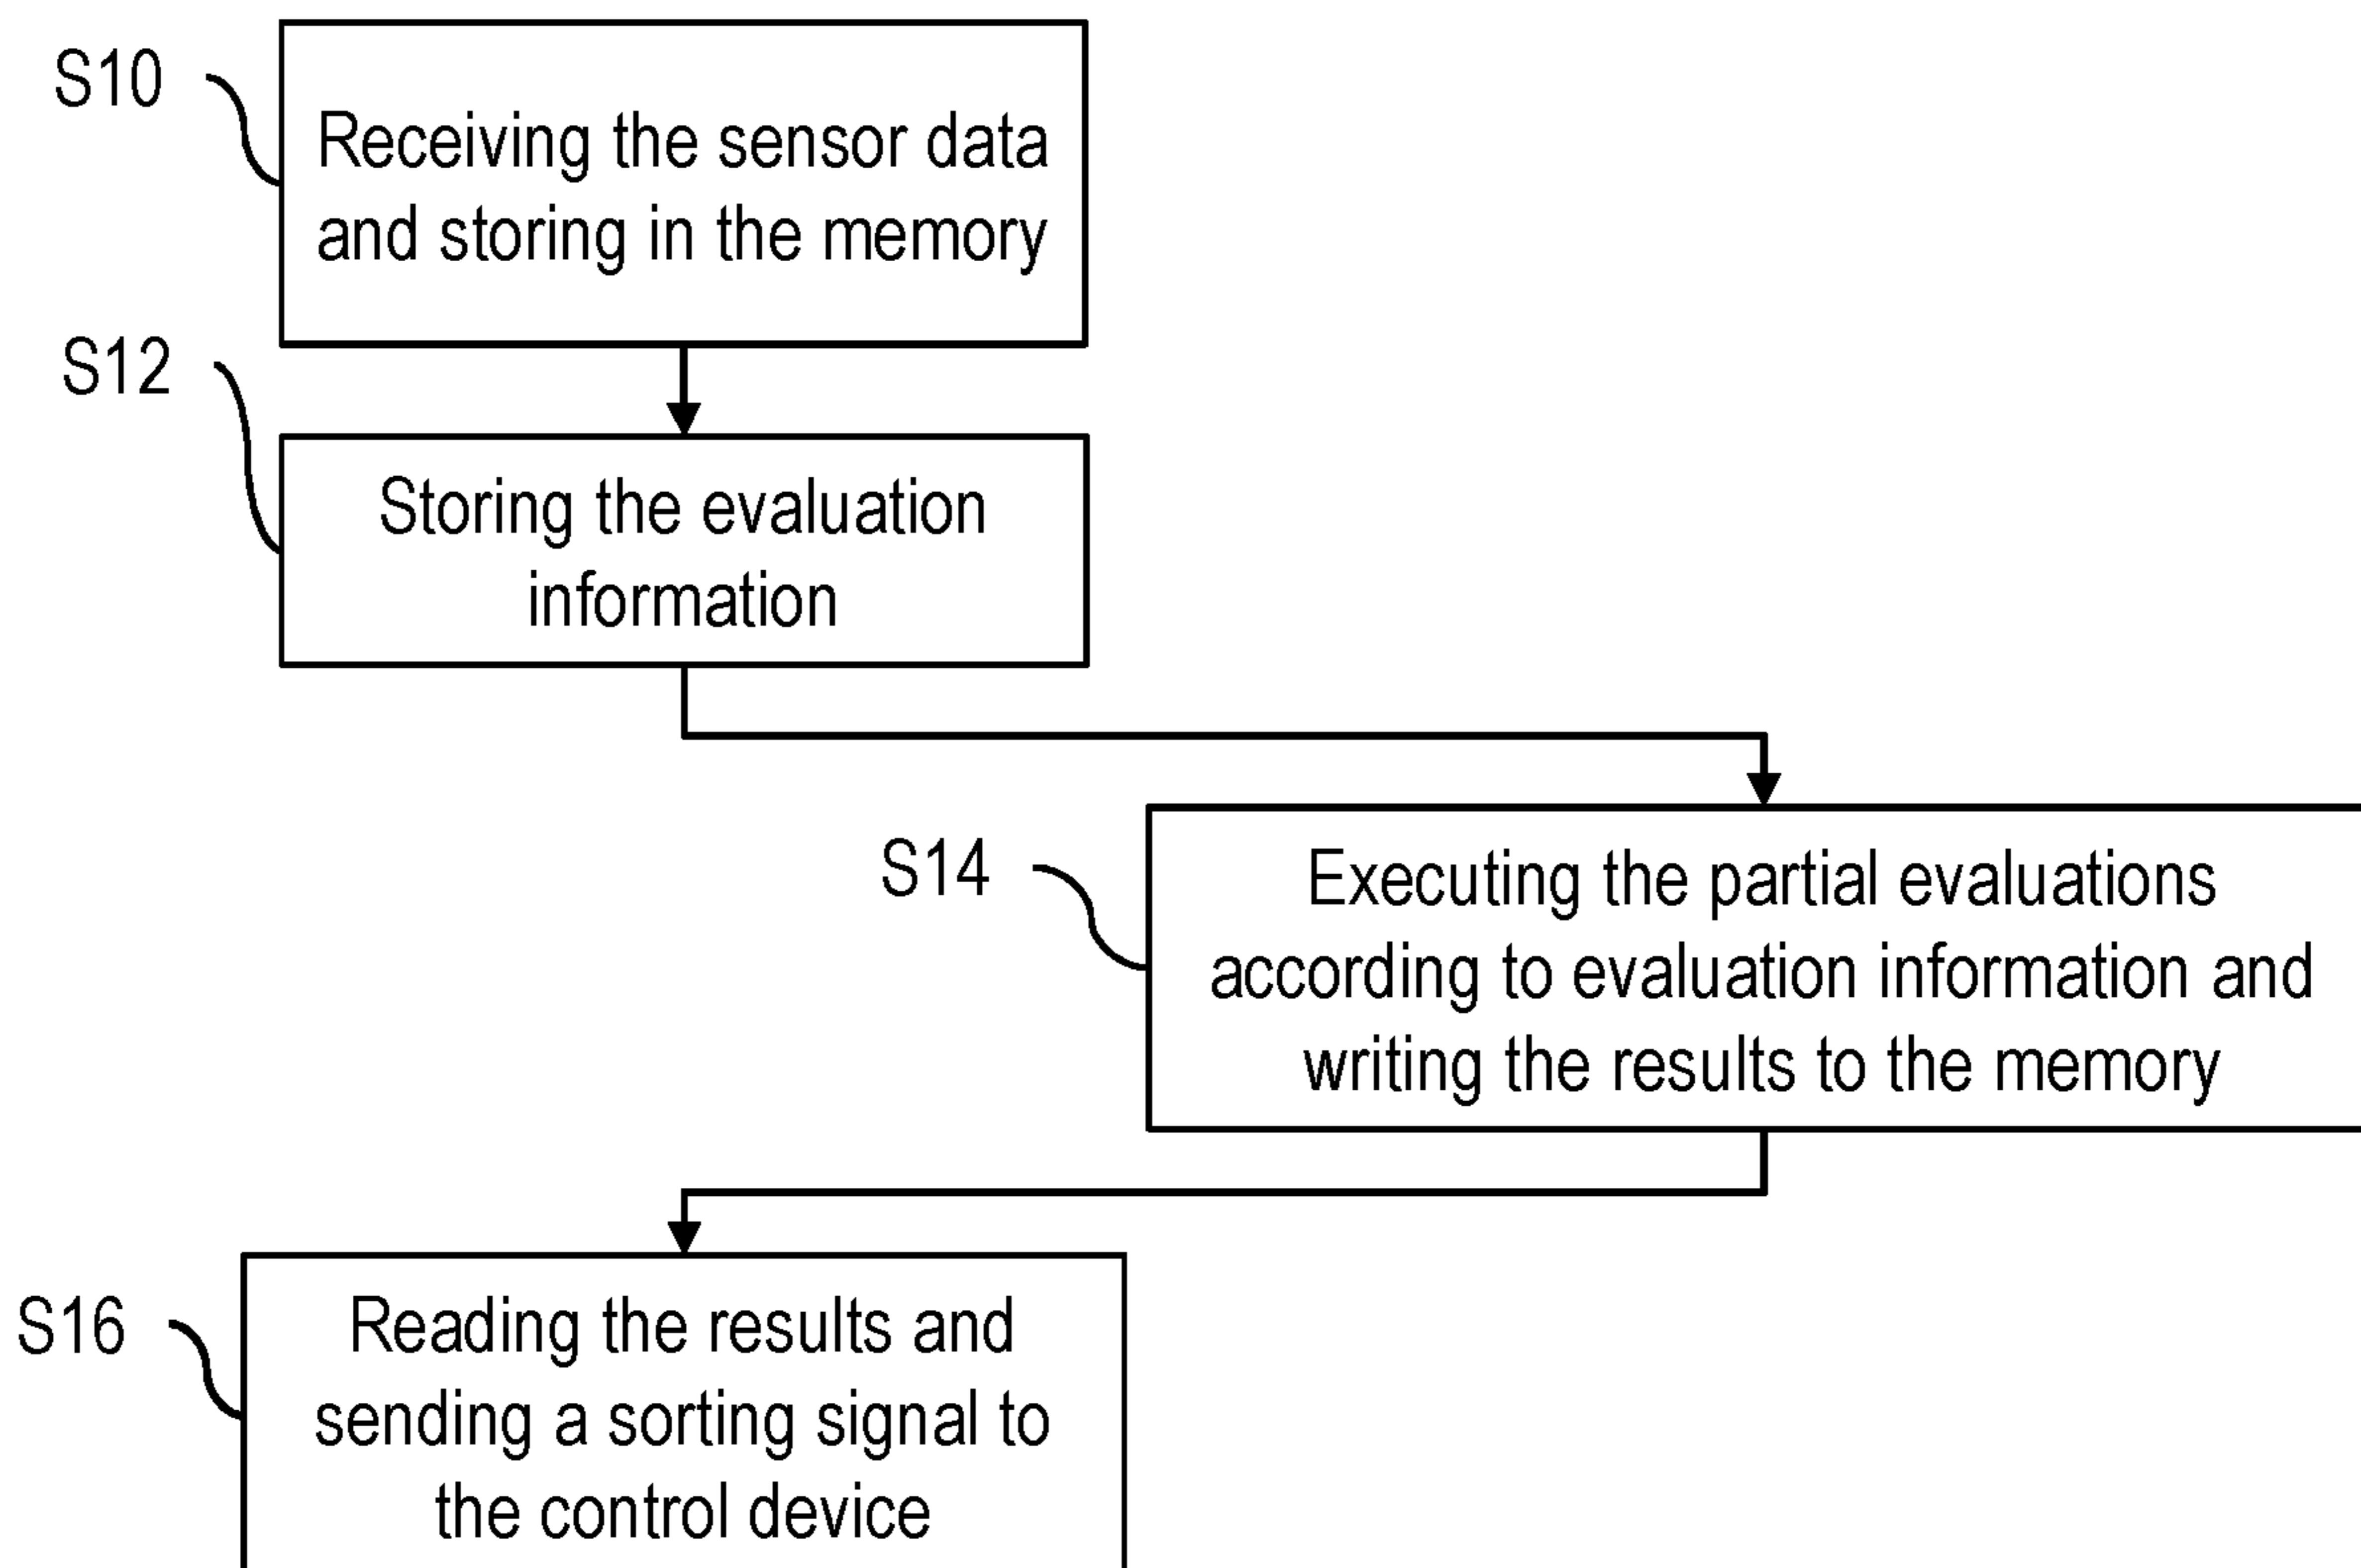 S10
Receiving the sensor data
and storing in the memory
S12
Storing the evaluation
information
S14
Executing the partial evaluations
according to evaluation information and
writing the results to the memory
S16
Reading the results and
sending a sorting signal to
the control device